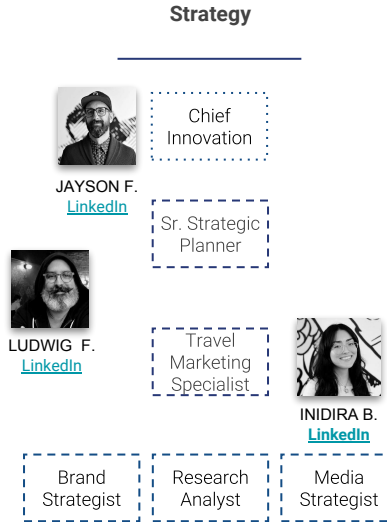 Strategy
Chief
Innovation
JAYSON F.
LinkedIn
Sr. Strategic
Planner
LUDWIG F.
LinkedIn
Travel
Marketing
Specialist
INIDIRA B.
LinkedIn
Brand
Strategist
Research
Analyst
Media
Strategist